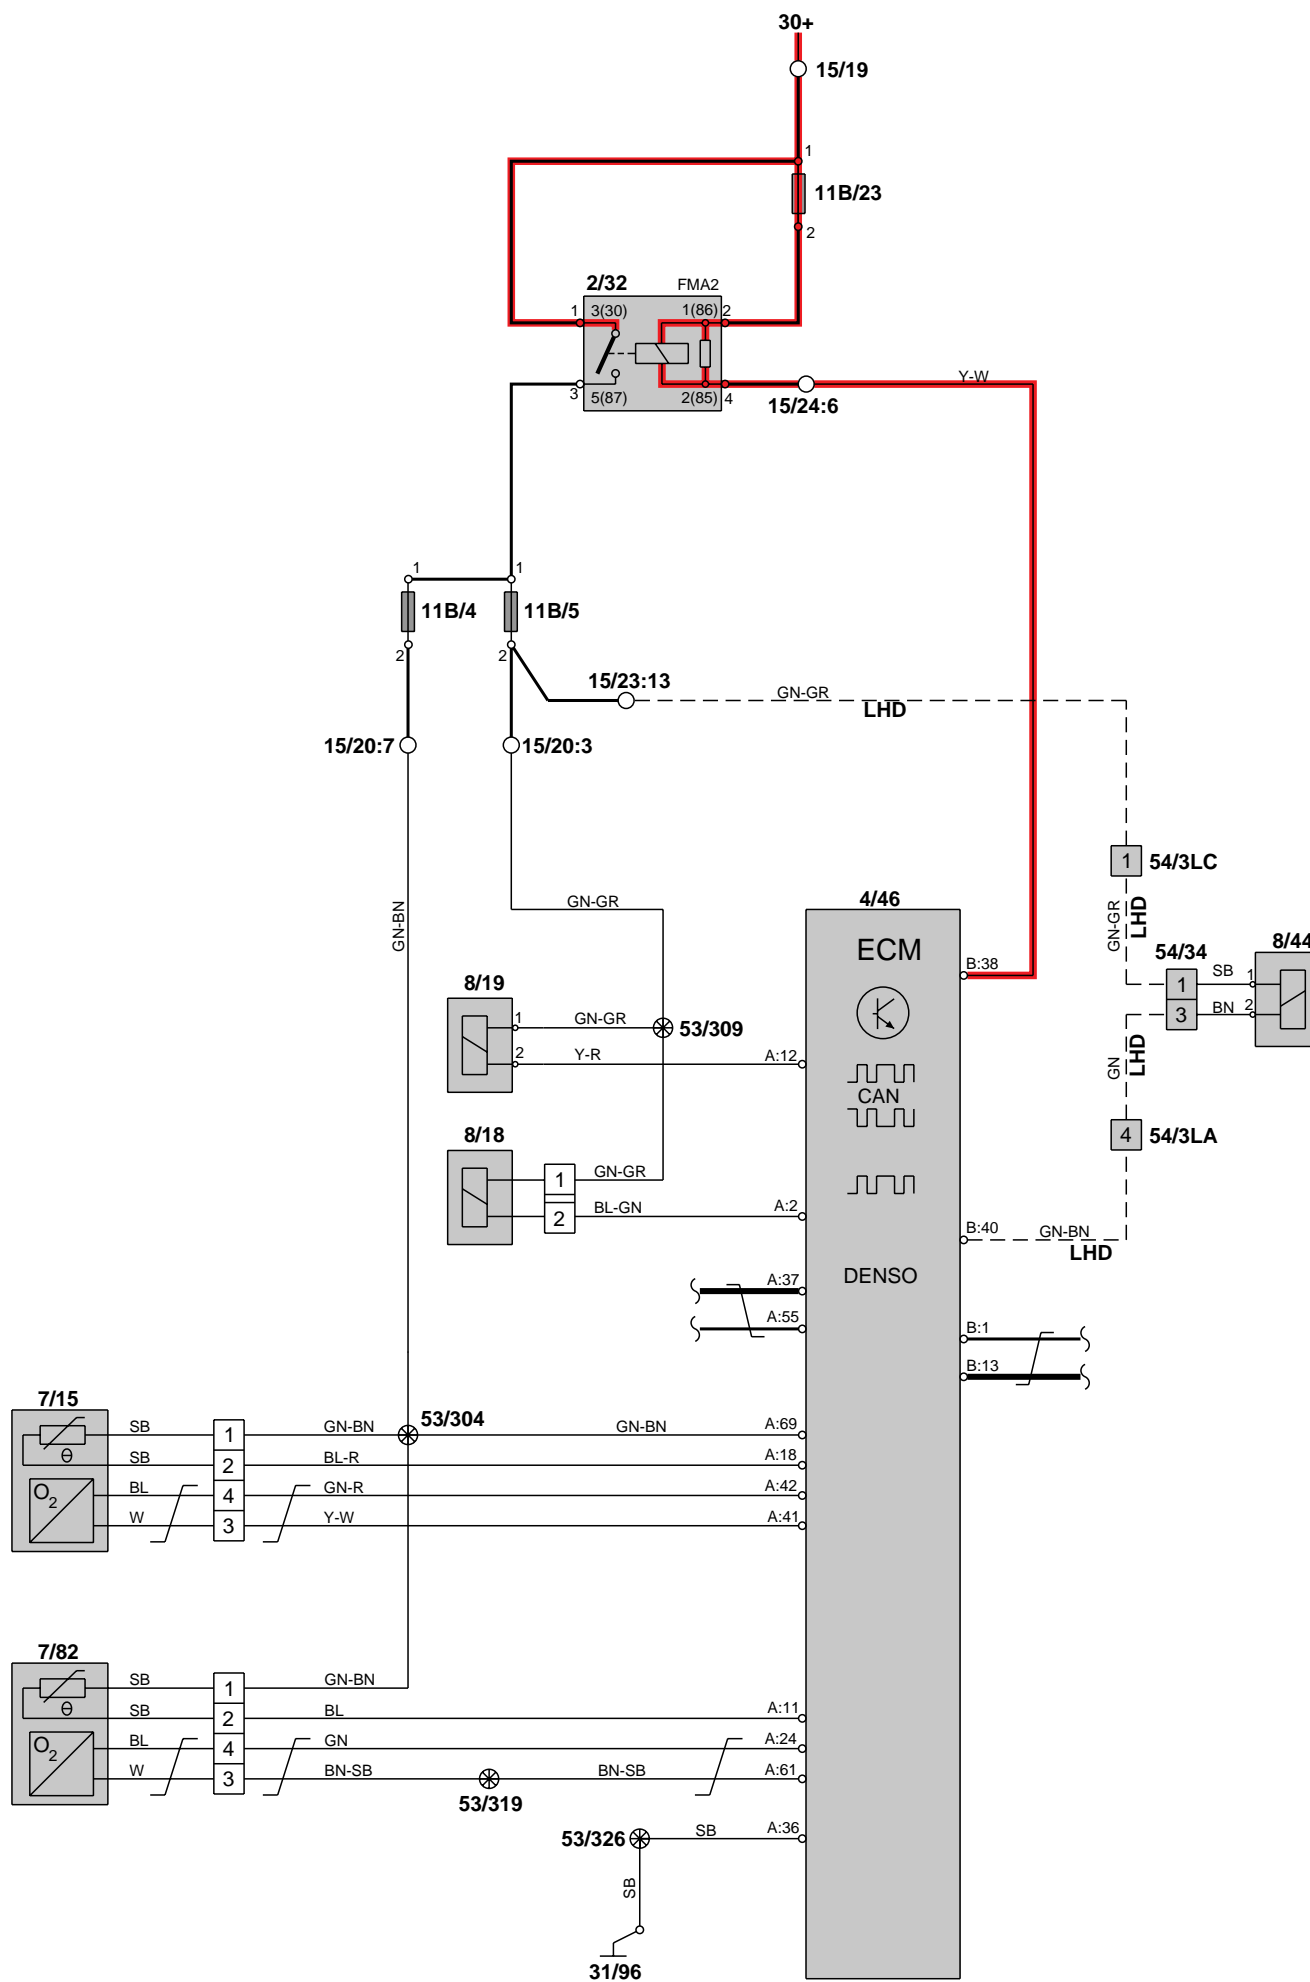 30+
15/19
1
11B/23
2
2/32 FMA2
1 3(30) 1(86) 2
3 5(87) 2(85) 4
Y-W
15/24:6
1 1
11B/4 11B/5
2 2
15/23:13 GN-GR
LHD
15/20:7 15/20:3
1 54/3LC
GN-BN
GN-GR
4/46
GN-GR
LHD
ECM
B:38
54/34
8/44
1 SB 1
3 BN 2
8/19
1 GN-GR 53/309
2 Y-R A:12
CAN
GN
LHD
4 54/3LA
8/18
1 GN-GR
2 BL-GN A:2
B:40 GN-BN
LHD
A:37
DENSO
A:55
B:1
B:13
7/15
SB 1 GN-BN 53/304 GN-BN A:69
θ SB 2 BL-R A:18
O2 BL 4 GN-R A:42
W 3 Y-W A:41
7/82
SB 1 GN-BN
θ SB 2 BL A:11
O2 BL 4 GN A:24
W 3 BN-SB BN-SB A:61
53/319
53/326 SB A:36
SB
31/96